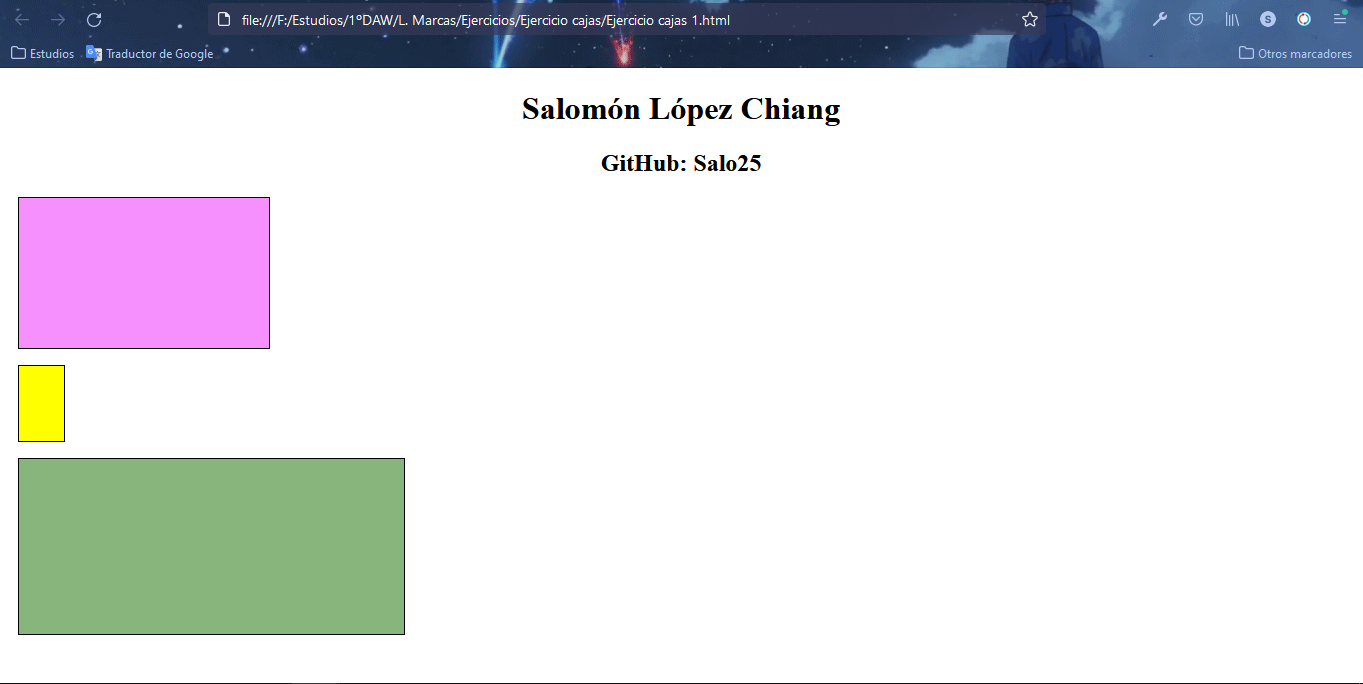 file:///F:/Estudios/1ºDAW/L. Marcas/Ejercicios/Ejercicio cajas/Ejercicio cajas 1.html
S
Estudios
Traductor de Google
Otros marcadores
Salomón López Chiang
GitHub: Salo25